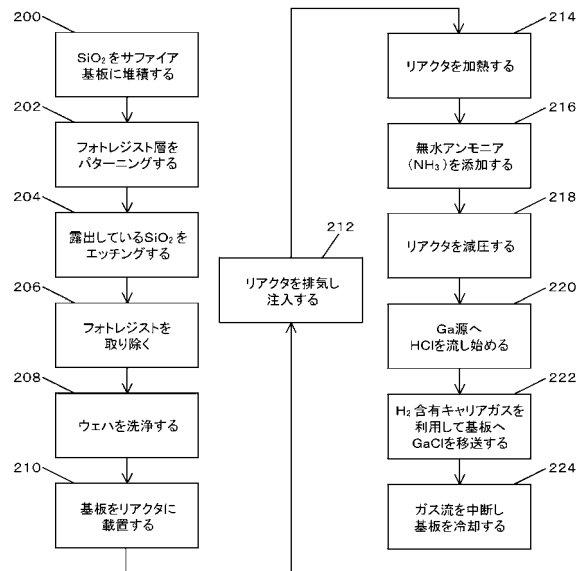 200
SiO₂をサファイア
基板に堆積する
202
フォトレジスト層を
パターニングする
204
露出しているSiO₂を
エッチングする
206
フォトレジストを
取り除く
208
ウェハを洗浄する
210
基板をリアクタに
載置する
212
リアクタを排気し
注入する
214
リアクタを加熱する
216
無水アンモニア
(NH₃)を添加する
218
リアクタを減圧する
220
Ga源へ
HClを流し始める
222
H₂含有キャリアガスを
利用して基板へ
GaClを移送する
224
ガス流を中断し
基板を冷却する